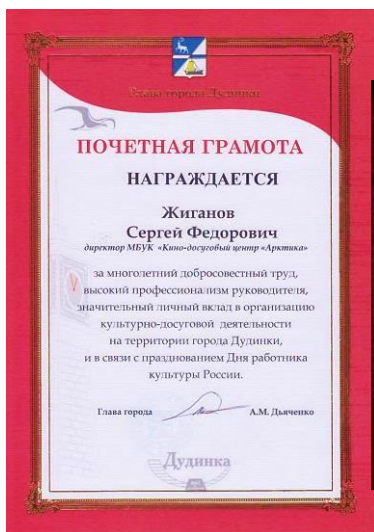 Глава города Дудинки
ПОЧЕТНАЯ ГРАМОТА
НАГРАЖДАЕТСЯ
Жиганов
Сергей Федорович
директор МБУК «Кино-досуговый центр «Арктика»
за многолетний добросовестный труд,
высокий профессионализм руководителя,
значительный личный вклад в организацию
культурно-досуговой деятельности
на территории города Дудинки,
и в связи с празднованием Дня работника
культуры России.
Глава города А.М. Дьяченко
Дудинка